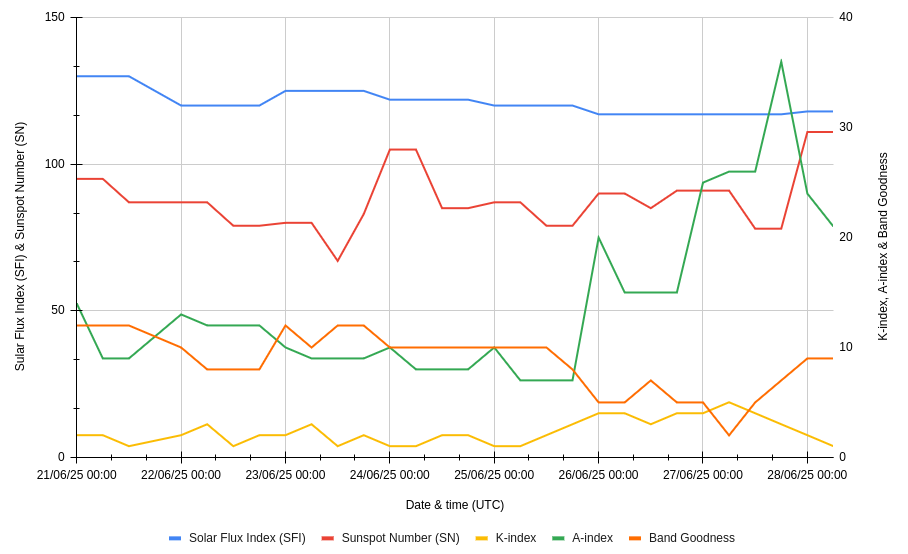 150
100
50
0
40
30
20
10
0
Solar Flux Index (SFI) & Sunspot Number (SN)
K-index, A-index & Band Goodness
21/06/25 00:00 22/06/25 00:00 23/06/25 00:00 24/06/25 00:00 25/06/25 00:00 26/06/25 00:00 27/06/25 00:00 28/06/25 00:00
Date & time (UTC)
Solar Flux Index (SFI) Sunspot Number (SN) K-index A-index Band Goodness